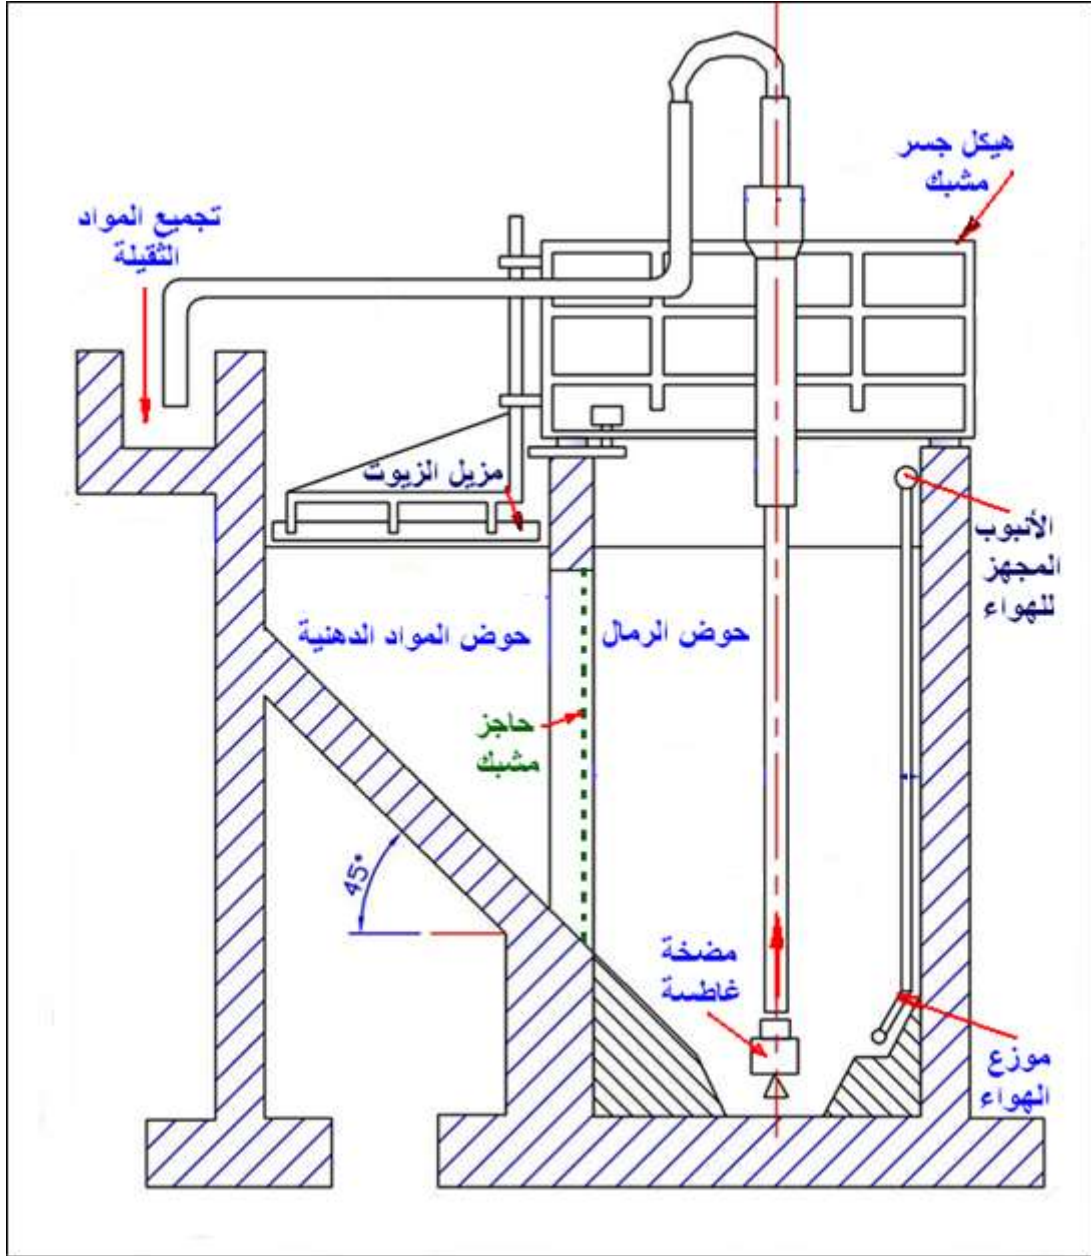 هيكل جسر
مشبك
تجميع المواد
الثقيلة
مزيل الزيوت
الأنبوب
المجهز
للهواء
حوض المواد الدهنية
حوض الرمال
حاجز
مشبك
45°
مضخة
غاطسة
موزع
الهواء